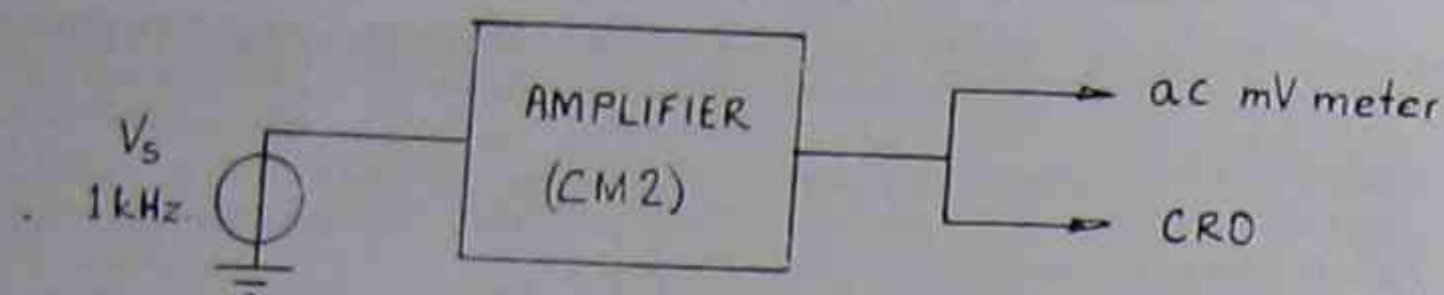 AMPLIFIER
(CM2)
Vs
1kHz
ac mV meter
CRO